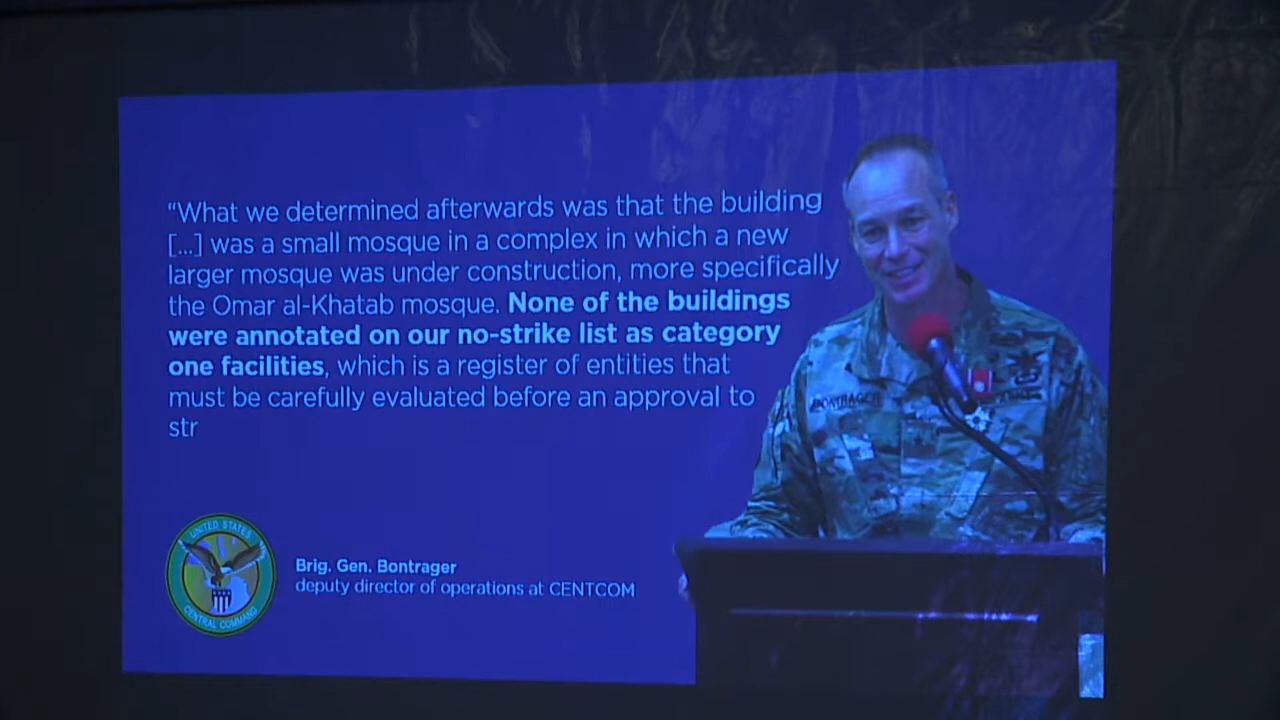 “What we determined afterwards was that the building
[...] was a small mosque in a complex in which a new
larger mosque was under construction, more specifically
the Omar al-Khatab mosque. None of the buildings
were annotated on our no-strike list as category
one facilities, which is a register of entities that
must be carefully evaluated before an approval to
str
UNITED STATES
CENTRAL COMMAND
Brig. Gen. Bontrager
deputy director of operations at CENTCOM
BONTRAGER